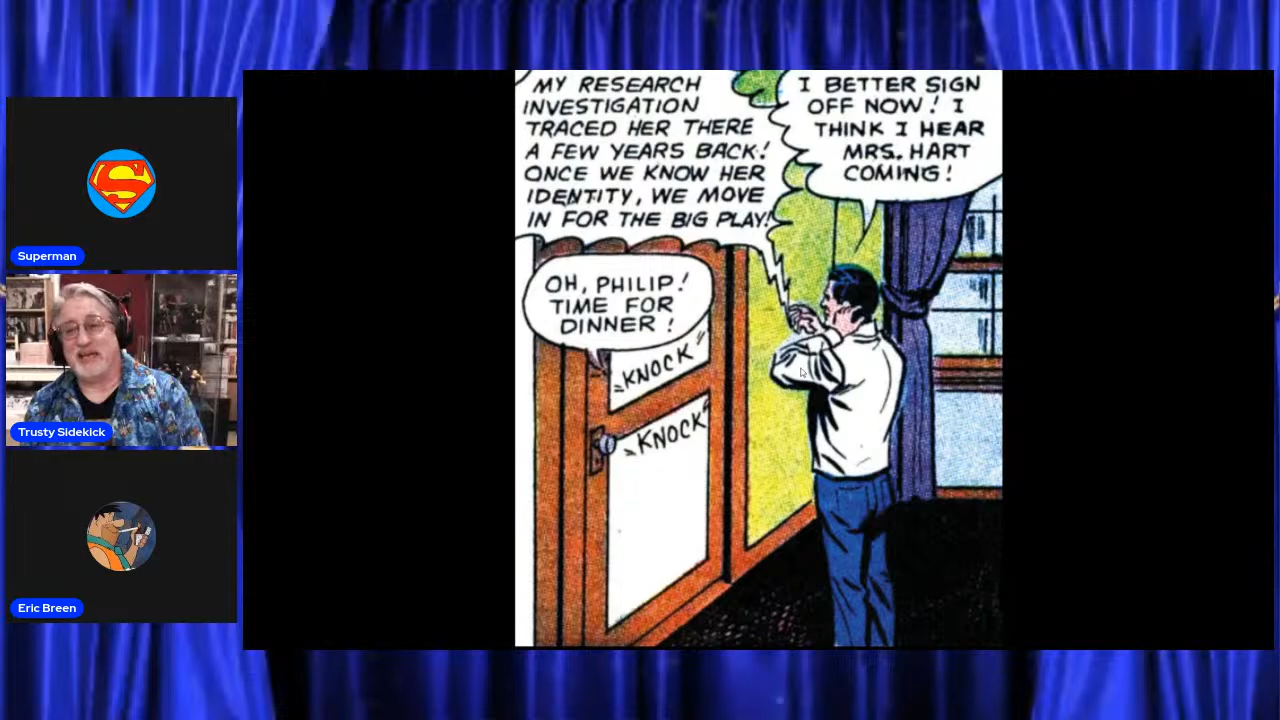 MY RESEARCH
INVESTIGATION
TRACED HER THERE
A FEW YEARS BACK!
ONCE WE KNOW HER
IDENTITY, WE MOVE
IN FOR THE BIG PLAY!
I BETTER SIGN
OFF NOW! I
THINK I HEAR
MRS. HART
COMING!
OH, PHILIP!
TIME FOR
DINNER!
KNOCK
KNOCK
Superman
Trusty Sidekick
Eric Breen